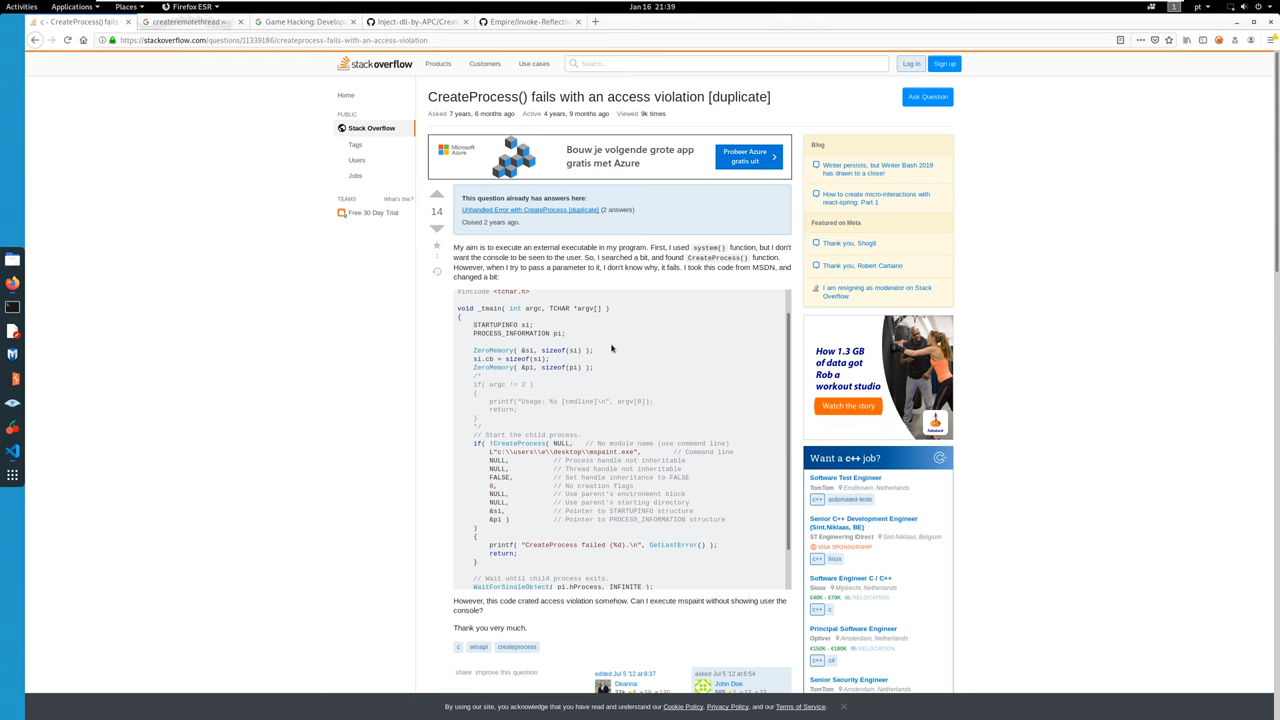 Activities Applications Places Firefox ESR Jan 16 21:39 1 pt
c - CreateProcess() fails createremotethread wa Game Hacking: Develop Inject-dll-by-APC/Creat Empire/Invoke-Reflective
https://stackoverflow.com/questions/11339186/createprocess-fails-with-an-access-violation
stackoverflow Products Customers Use cases Search... Log in Sign up
Home
PUBLIC
Stack Overflow
Tags
Users
Jobs
TEAMS What's this?
Free 30 Day Trial
CreateProcess() fails with an access violation [duplicate]
Ask Question
Asked 7 years, 6 months ago Active 4 years, 9 months ago Viewed 9k times
Microsoft
Azure
Bouw je volgende grote app
gratis met Azure
Probeer Azure
gratis uit
14
1
This question already has answers here:
Unhandled Error with CreateProcess [duplicate] (2 answers)
Closed 2 years ago.
My aim is to execute an external executable in my program. First, I used system() function, but I don't
want the console to be seen to the user. So, I searched a bit, and found CreateProcess() function.
However, when I try to pass a parameter to it, I don't know why, it fails. I took this code from MSDN, and
changed a bit:
#include <tchar.h>
void _tmain( int argc, TCHAR *argv[] )
{
STARTUPINFO si;
PROCESS_INFORMATION pi;
ZeroMemory( &si, sizeof(si) );
si.cb = sizeof(si);
ZeroMemory( &pi, sizeof(pi) );
/*
if( argc != 2 )
{
printf("Usage: %s [cmdline]\n", argv[0]);
return;
}
*/
// Start the child process.
if( !CreateProcess( NULL, // No module name (use command line)
L"c:\\users\\e\\desktop\\mspaint.exe", // Command line
NULL, // Process handle not inheritable
NULL, // Thread handle not inheritable
FALSE, // Set handle inheritance to FALSE
0, // No creation flags
NULL, // Use parent's environment block
NULL, // Use parent's starting directory
&si, // Pointer to STARTUPINFO structure
&pi ) // Pointer to PROCESS_INFORMATION structure
)
{
printf( "CreateProcess failed (%d).\n", GetLastError() );
return;
}
// Wait until child process exits.
WaitForSingleObject( pi.hProcess, INFINITE );
However, this code crated access violation somehow. Can I execute mspaint without showing user the
console?
Thank you very much.
c winapi createprocess
share improve this question
edited Jul 5 '12 at 8:37
Deanna
asked Jul 5 '12 at 6:54
John Doe
Blog
Winter persists, but Winter Bash 2019
has drawn to a close!
How to create micro-interactions with
react-spring: Part 1
Featured on Meta
Thank you, Shog9
Thank you, Robert Cartaino
I am resigning as moderator on Stack
Overflow
How 1.3 GB
of data got
Rob a
workout studio
Watch the story
Rabobank
Want a c++ job?
Software Test Engineer
TomTom Eindhoven, Netherlands
c++ automated-tests
Senior C++ Development Engineer
(Sint.Niklaas, BE)
ST Engineering iDirect Sint-Niklaas, Belgium
VISA SPONSORSHIP
c++ linux
Software Engineer C / C++
Sioux Mijdrecht, Netherlands
€40K - €70K RELOCATION
c++ c
Principal Software Engineer
Optiver Amsterdam, Netherlands
€150K - €180K RELOCATION
c++ c#
Senior Security Engineer
TomTom Amsterdam, Netherlands
By using our site, you acknowledge that you have read and understand our Cookie Policy, Privacy Policy, and our Terms of Service.